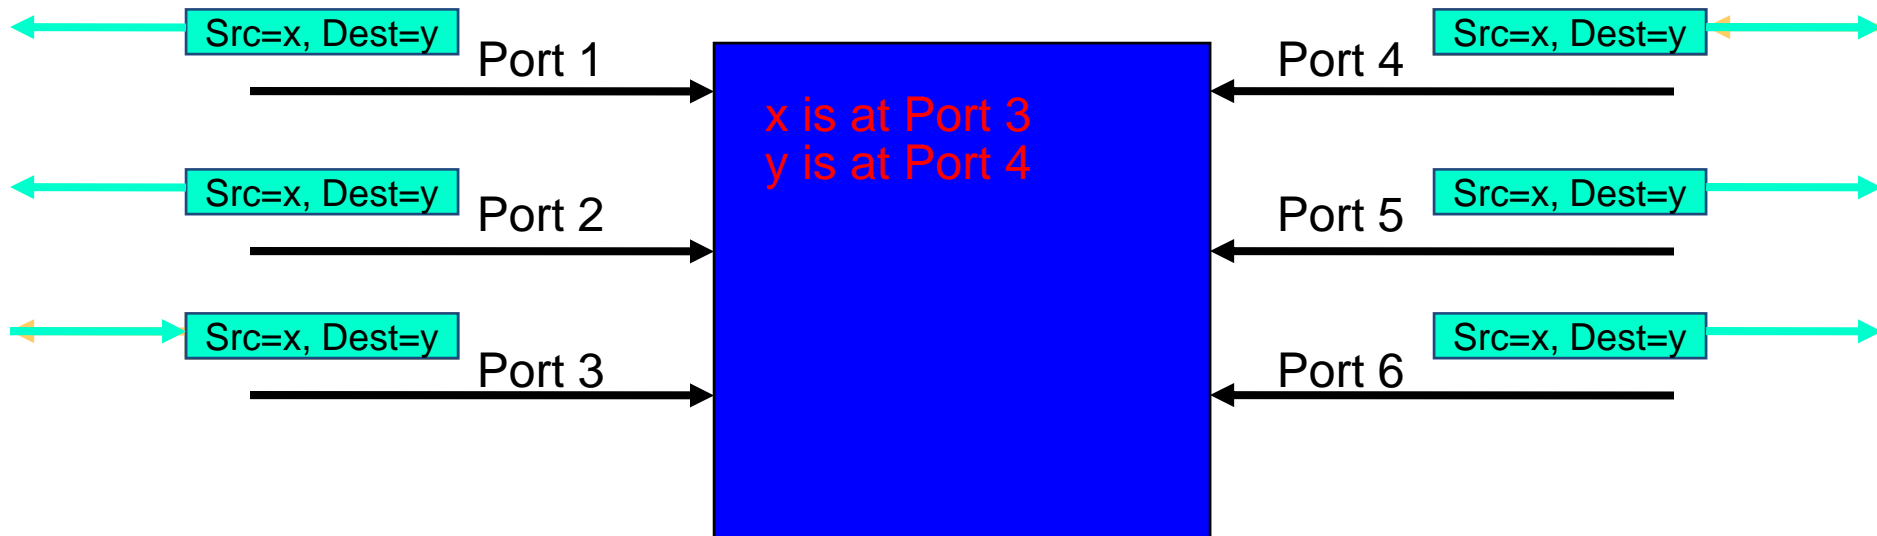 Src=x, Dest=y
Port 1
Src=x, Dest=y
Port 2
Src=x, Dest=y
Port 3
x is at Port 3
y is at Port 4
Port 4
Src=x, Dest=y
Port 5
Src=x, Dest=y
Port 6
Src=x, Dest=y